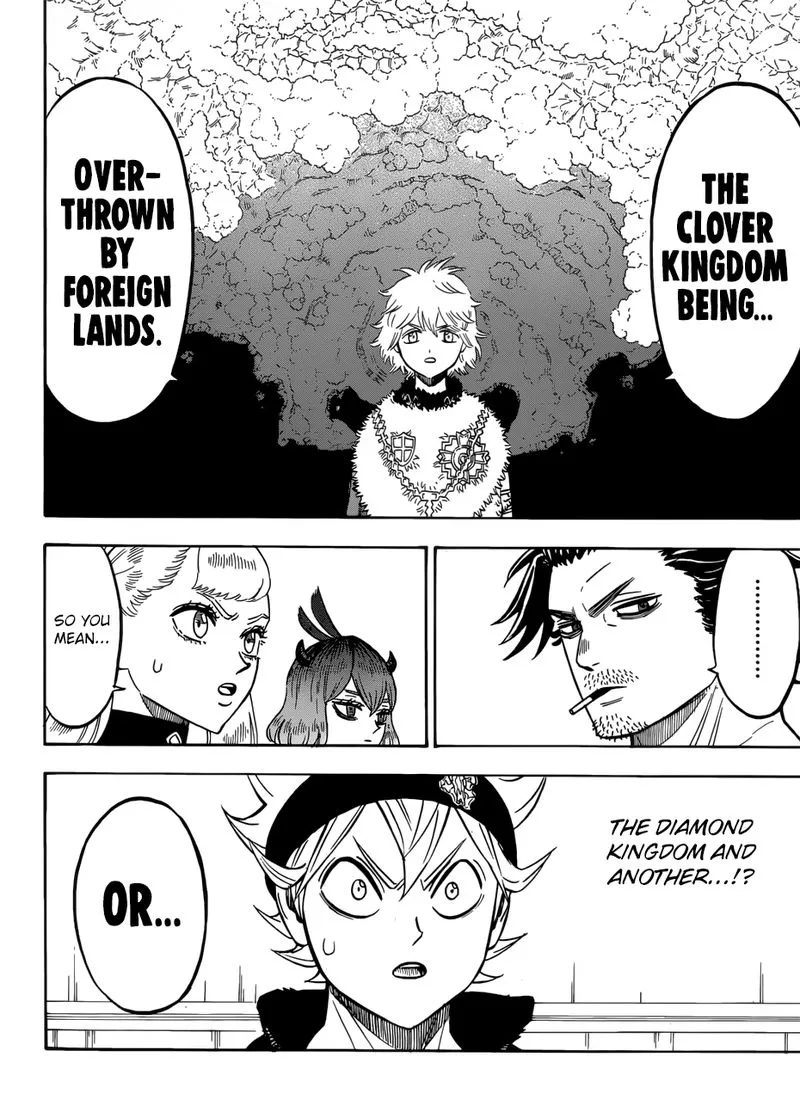 THE
CLOVER
KINGDOM
BEING...
OVER-
THROWN
BY
FOREIGN
LANDS.
..........
SO YOU
MEAN...
THE DIAMOND
KINGDOM AND
ANOTHER...!?
OR...